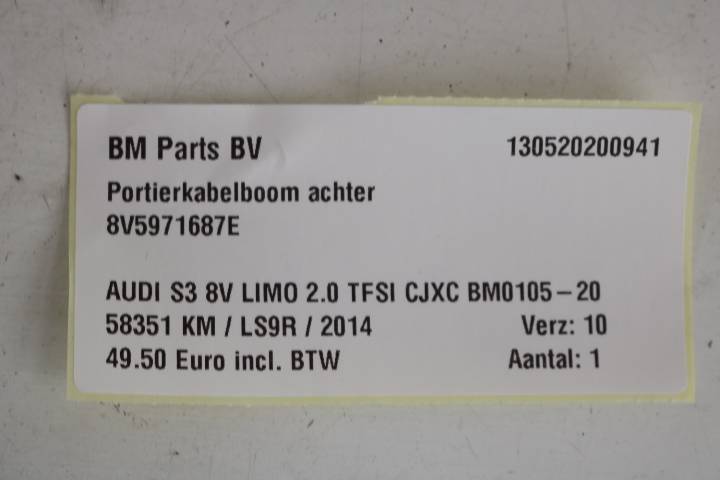 BM Parts BV 130520200941
Portierkabelboom achter
8V5971687E
AUDI S3 8V LIMO 2.0 TFSI CJXC BM0105-20
58351 KM / LS9R / 2014 Verz: 10
49.50 Euro incl. BTW Aantal: 1